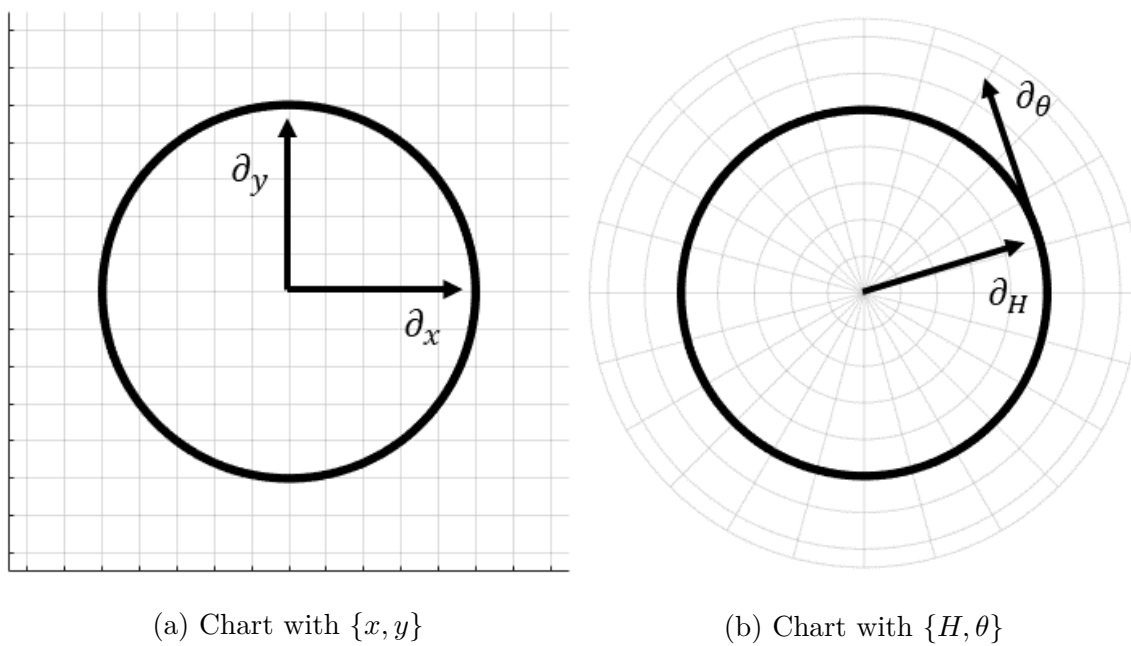 ∂y
∂x
(a) Chart with {x, y}
∂θ
∂H
(b) Chart with {H, θ}